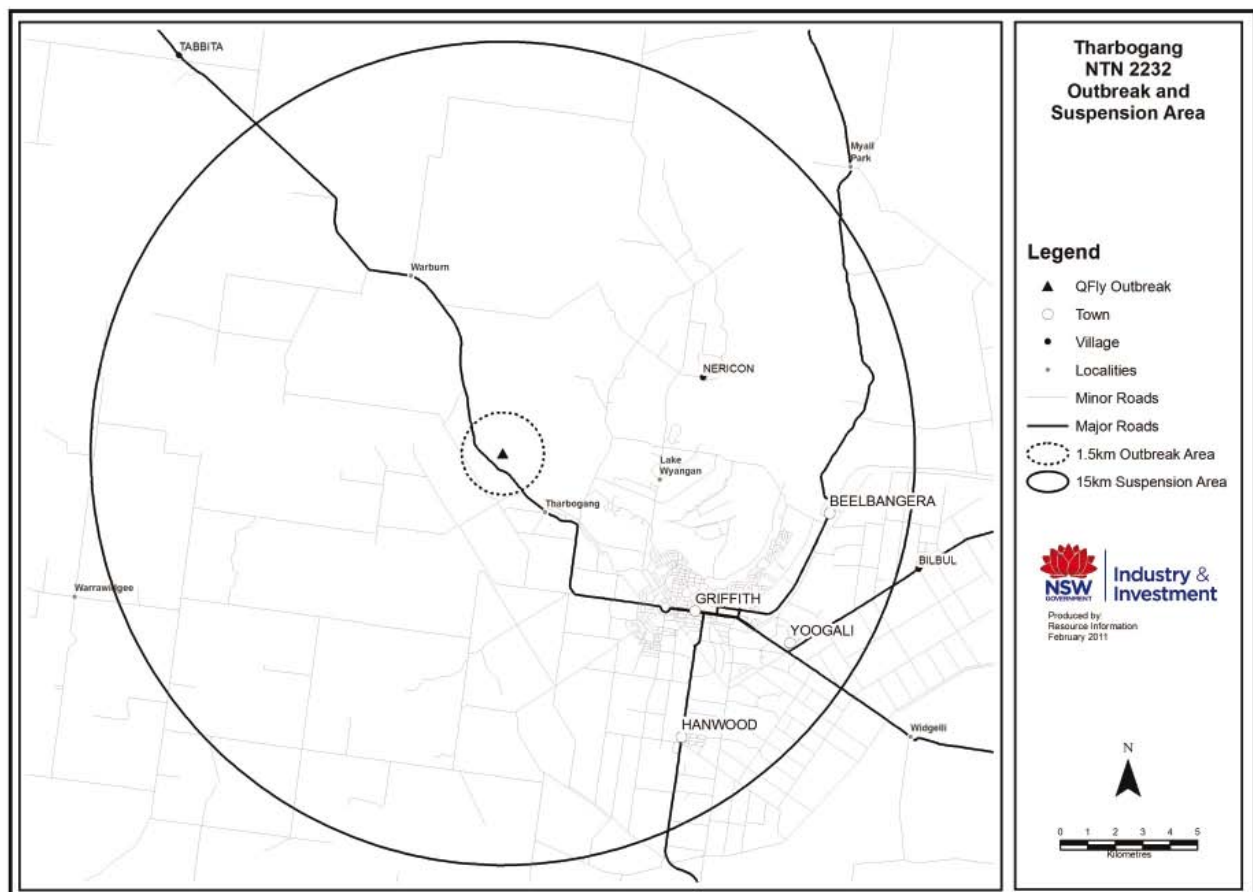 Tharbogang
NTN 2232
Outbreak and
Suspension Area
Legend
QFly Outbreak
Town
Village
Localities
Minor Roads
Major Roads
1.5km Outbreak Area
15km Suspension Area
NSW
GOVERNMENT
Industry &
Investment
Produced by
Resource Information
February 2011
N
0 1 2 3 4 5
Kilometres
TABBITA
Myall
Park
Warburn
NERICON
Lake
Wyangan
Tharbogang
BEELBANGERA
BILBUL
Warrawidgee
GRIFFITH
YOOGALI
HANWOOD
Widgelli